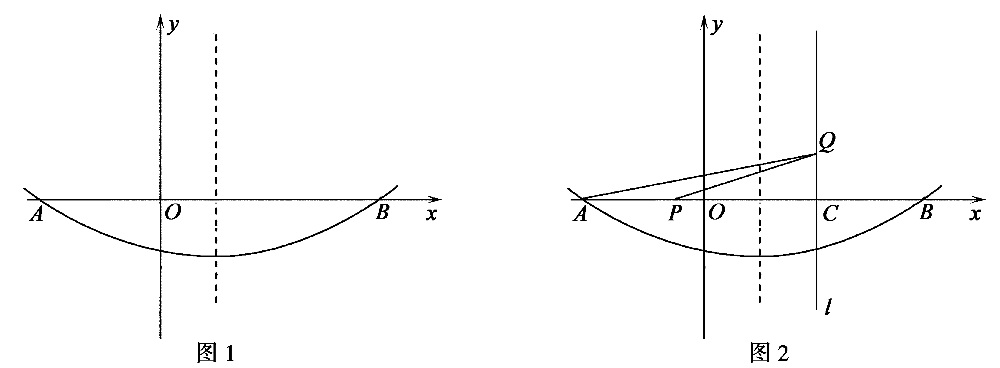 y
A O B x
图 1
y
Q
A P O C B x
l
图 2